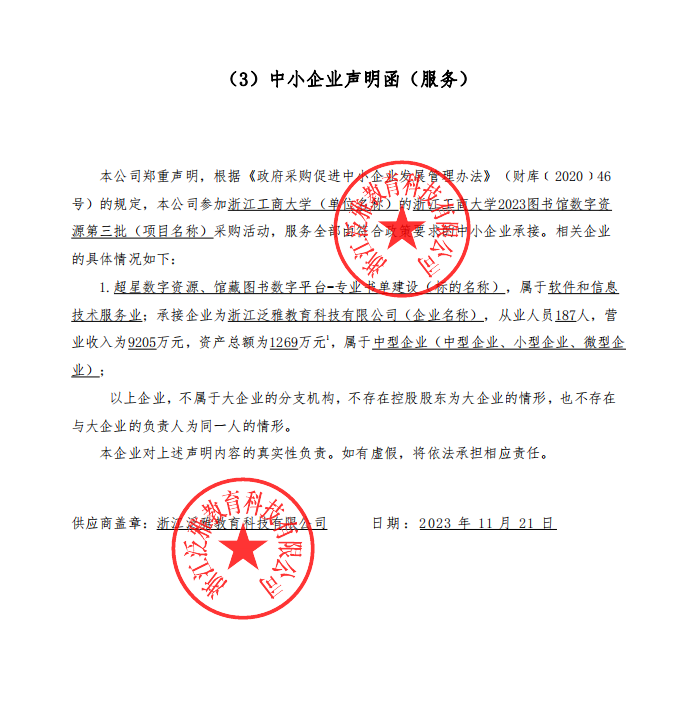 （3）中小企业声明函（服务）
本公司郑重声明，根据《政府采购促进中小企业发展管理办法》（财库﹝2020﹞46
号）的规定，本公司参加浙江工商大学（单位名称）的浙江工商大学2023图书馆数字资
源第三批（项目名称）采购活动，服务全部由符合政策要求的中小企业承接。相关企业
的具体情况如下：
1. 超星数字资源、馆藏图书数字平台-专业书单建设（标的名称），属于软件和信息
技术服务业；承接企业为浙江泛雅教育科技有限公司（企业名称），从业人员187人，营
业收入为9205万元，资产总额为1269万元¹，属于中型企业（中型企业、小型企业、微型企
业）；
以上企业，不属于大企业的分支机构，不存在控股股东为大企业的情形，也不存在
与大企业的负责人为同一人的情形。
本企业对上述声明内容的真实性负责。如有虚假，将依法承担相应责任。
供应商盖章：浙江泛雅教育科技有限公司 日期：2023 年 11 月 21 日
浙江泛雅教育科技有限公司
浙江泛雅教育科技有限公司